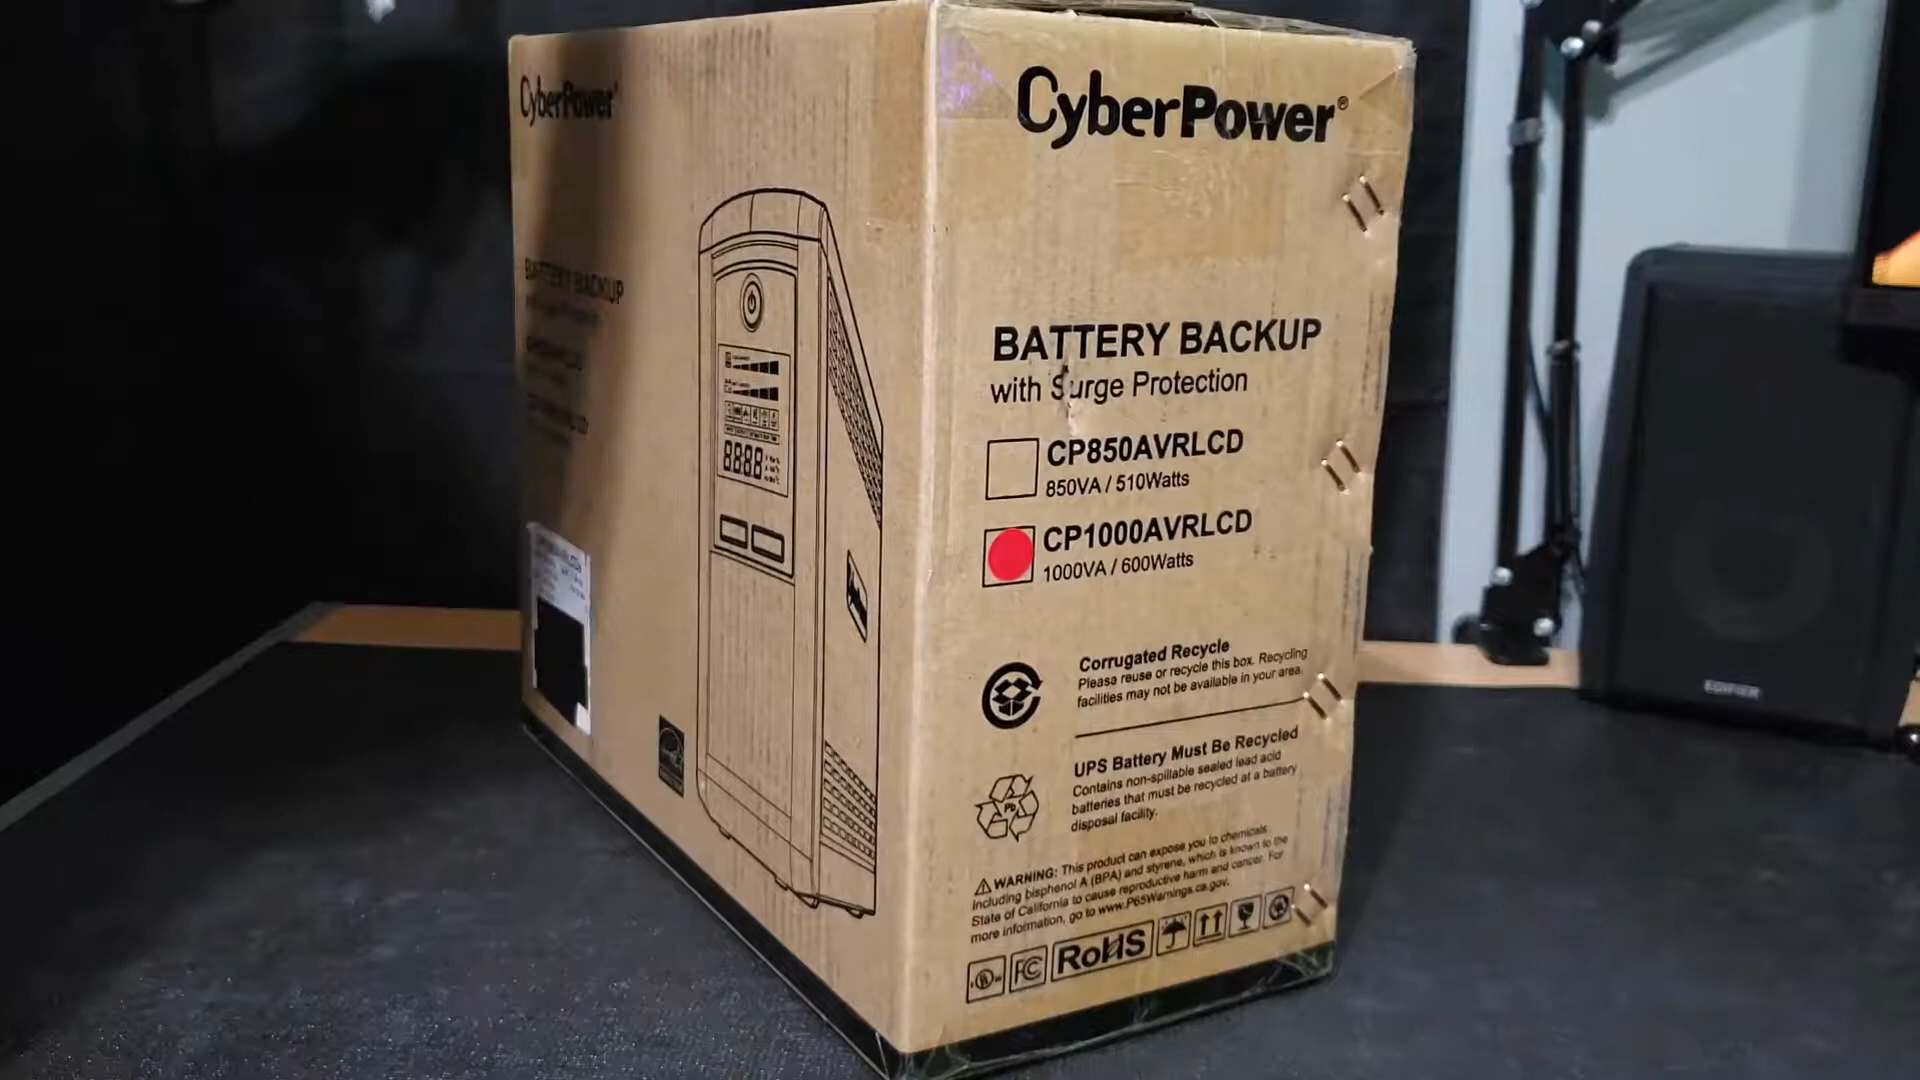 CyberPower
BATTERY BACKUP
CyberPower®
BATTERY BACKUP
with Surge Protection
CP850AVRLCD
850VA / 510Watts
CP1000AVRLCD
1000VA / 600Watts
Corrugated Recycle
Please reuse or recycle this box. Recycling
facilities may not be available in your area.
Pb
UPS Battery Must Be Recycled
Contains non-spillable sealed lead acid
batteries that must be recycled at a battery
disposal facility.
WARNING: This product can expose you to chemicals
including bisphenol A (BPA) and styrene, which is known to the
State of California to cause reproductive harm and cancer. For
more information, go to www.P65Warnings.ca.gov.
UL FC RoHS
8888
EDIFIER